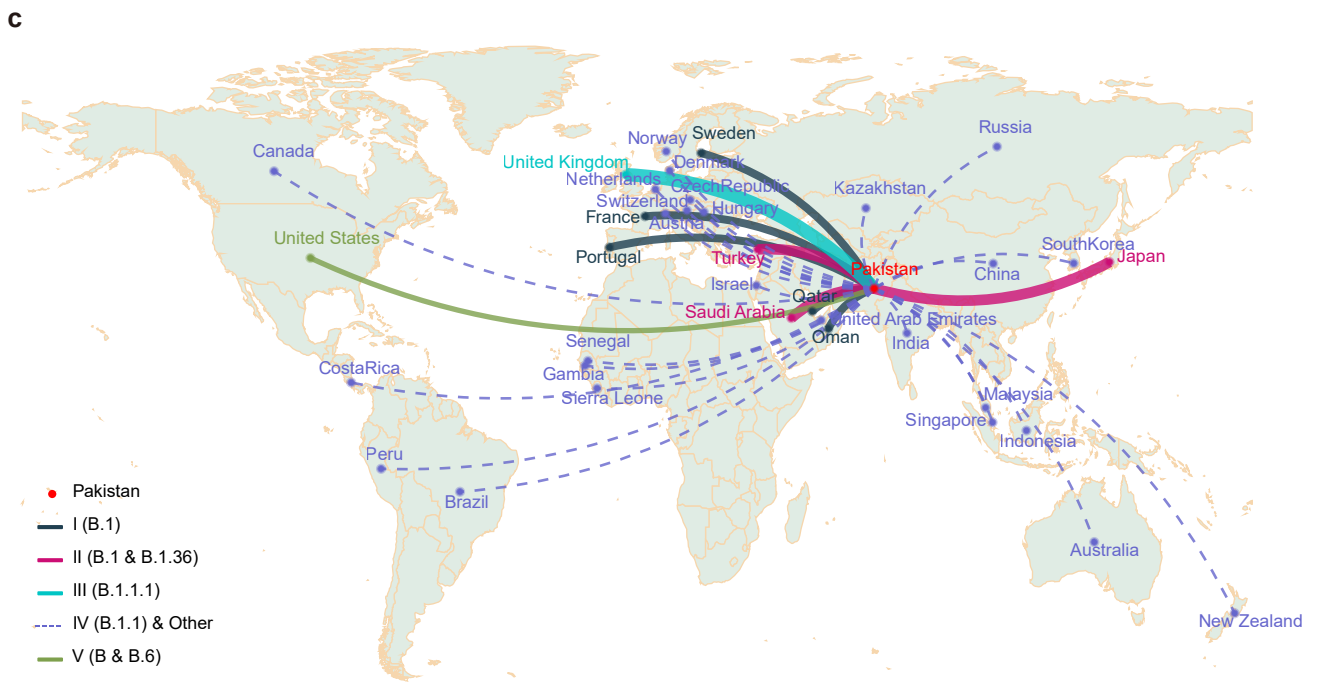 c
Russia
Norway
Sweden
Canada
United Kingdom
Denmark
Netherlands
CzechRepublic
Kazakhstan
Switzerland
Hungary
France
Austria
United States
SouthKorea
Portugal
Turkey
Japan
Pakistan
China
Israel
Qatar
Saudi Arabia
United Arab Emirates
Oman
India
Senegal
CostaRica
Gambia
Sierra Leone
Malaysia
Singapore
Indonesia
Peru
Brazil
Australia
New Zealand
Pakistan
I (B.1)
II (B.1 & B.1.36)
III (B.1.1.1)
IV (B.1.1) & Other
V (B & B.6)